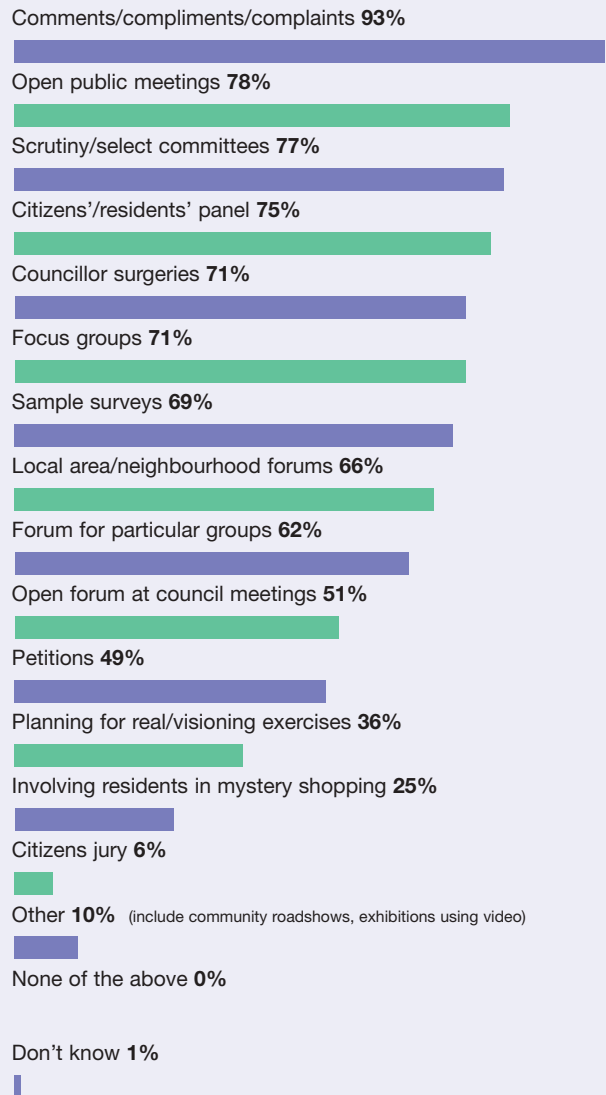 Comments/compliments/complaints 93%
Open public meetings 78%
Scrutiny/select committees 77%
Citizens’/residents’ panel 75%
Councillor surgeries 71%
Focus groups 71%
Sample surveys 69%
Local area/neighbourhood forums 66%
Forum for particular groups 62%
Open forum at council meetings 51%
Petitions 49%
Planning for real/visioning exercises 36%
Involving residents in mystery shopping 25%
Citizens jury 6%
Other 10% (include community roadshows, exhibitions using video)
None of the above 0%
Don’t know 1%